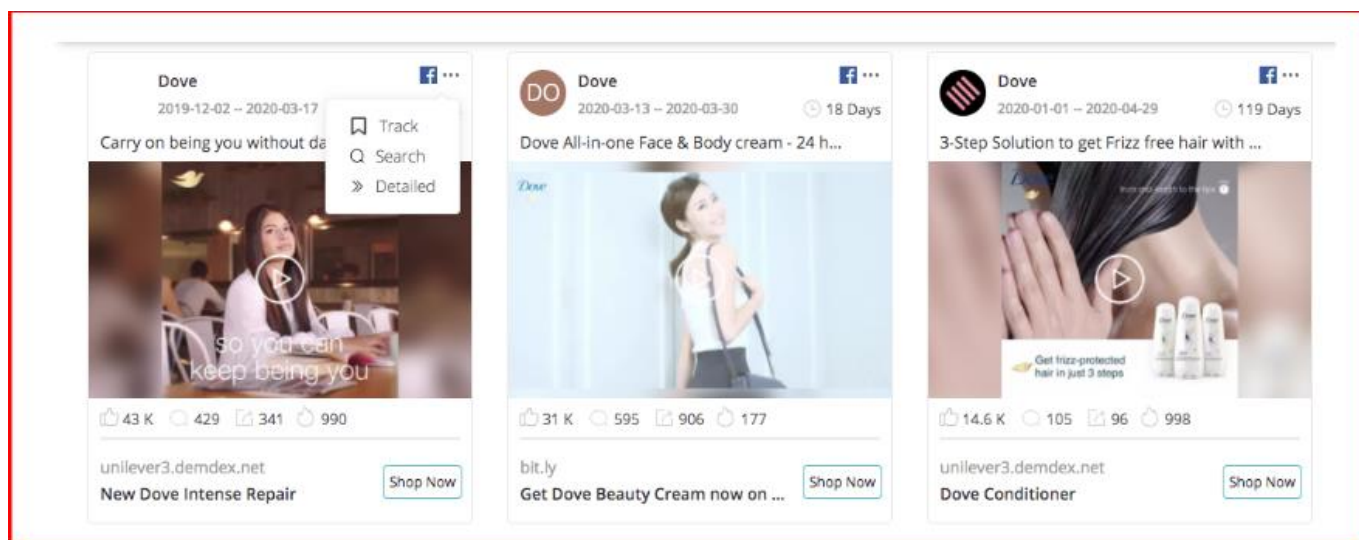 Dove
2019-12-02 -- 2020-03-17
Track
Search
Detailed
Carry on being you without da
so you can
keep being you
43 K 429 341 990
unilever3.demdex.net
New Dove Intense Repair
Shop Now
DO
Dove
2020-03-13 -- 2020-03-30
18 Days
Dove All-in-one Face & Body cream - 24 h...
Dove
31 K 595 906 177
bit.ly
Get Dove Beauty Cream now on ...
Shop Now
Dove
2020-01-01 -- 2020-04-29
119 Days
3-Step Solution to get Frizz free hair with ...
Dove
Get frizz-protected
hair in just 3 steps
14.6 K 105 96 998
unilever3.demdex.net
Dove Conditioner
Shop Now